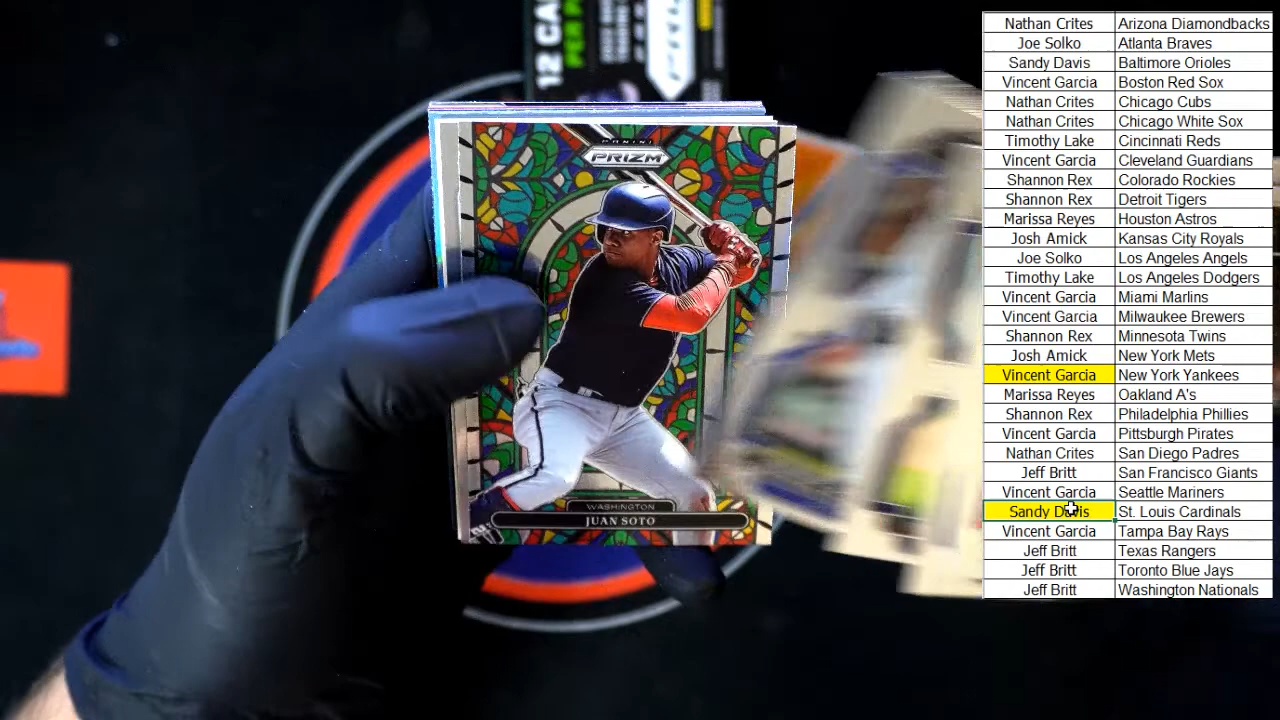 12 CA
PER
PRIZM
PANINI
PRIZM
WASHINGTON
JUAN SOTO
Nathan Crites Arizona Diamondbacks
Joe Solko Atlanta Braves
Sandy Davis Baltimore Orioles
Vincent Garcia Boston Red Sox
Nathan Crites Chicago Cubs
Nathan Crites Chicago White Sox
Timothy Lake Cincinnati Reds
Vincent Garcia Cleveland Guardians
Shannon Rex Colorado Rockies
Shannon Rex Detroit Tigers
Marissa Reyes Houston Astros
Josh Amick Kansas City Royals
Joe Solko Los Angeles Angels
Timothy Lake Los Angeles Dodgers
Vincent Garcia Miami Marlins
Vincent Garcia Milwaukee Brewers
Shannon Rex Minnesota Twins
Josh Amick New York Mets
Vincent Garcia New York Yankees
Marissa Reyes Oakland A's
Shannon Rex Philadelphia Phillies
Vincent Garcia Pittsburgh Pirates
Nathan Crites San Diego Padres
Jeff Britt San Francisco Giants
Vincent Garcia Seattle Mariners
Sandy Davis St. Louis Cardinals
Vincent Garcia Tampa Bay Rays
Jeff Britt Texas Rangers
Jeff Britt Toronto Blue Jays
Jeff Britt Washington Nationals